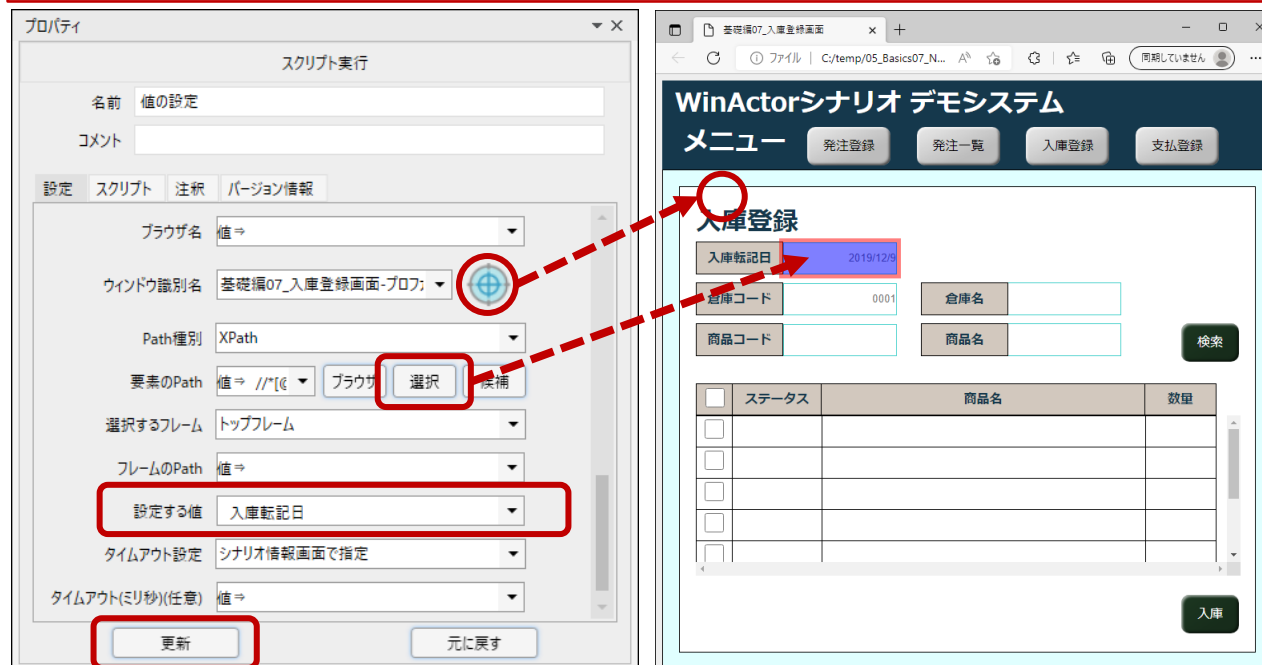 プロパティ
スクリプト実行
名前 値の設定
コメント
設定 スクリプト 注釈 バージョン情報
ブラウザ名 値⇒
ウィンドウ識別名 基礎編07_入庫登録画面-プロフ
Path種別 XPath
要素のPath 値⇒ //*[@ ブラウザ 選択 候補
選択するフレーム トップフレーム
フレームのPath 値⇒
設定する値 入庫転記日
タイムアウト設定 シナリオ情報画面で指定
タイムアウト(ミリ秒)(任意) 値⇒
更新 元に戻す
基礎編07_入庫登録画面
ファイル C:/temp/05_Basics07_N... 同期していません
WinActorシナリオ デモシステム
メニュー 発注登録 発注一覧 入庫登録 支払登録
入庫登録
入庫転記日 2019/12/9
倉庫コード 0001 倉庫名
商品コード 商品名 検索
ステータス 商品名 数量
入庫